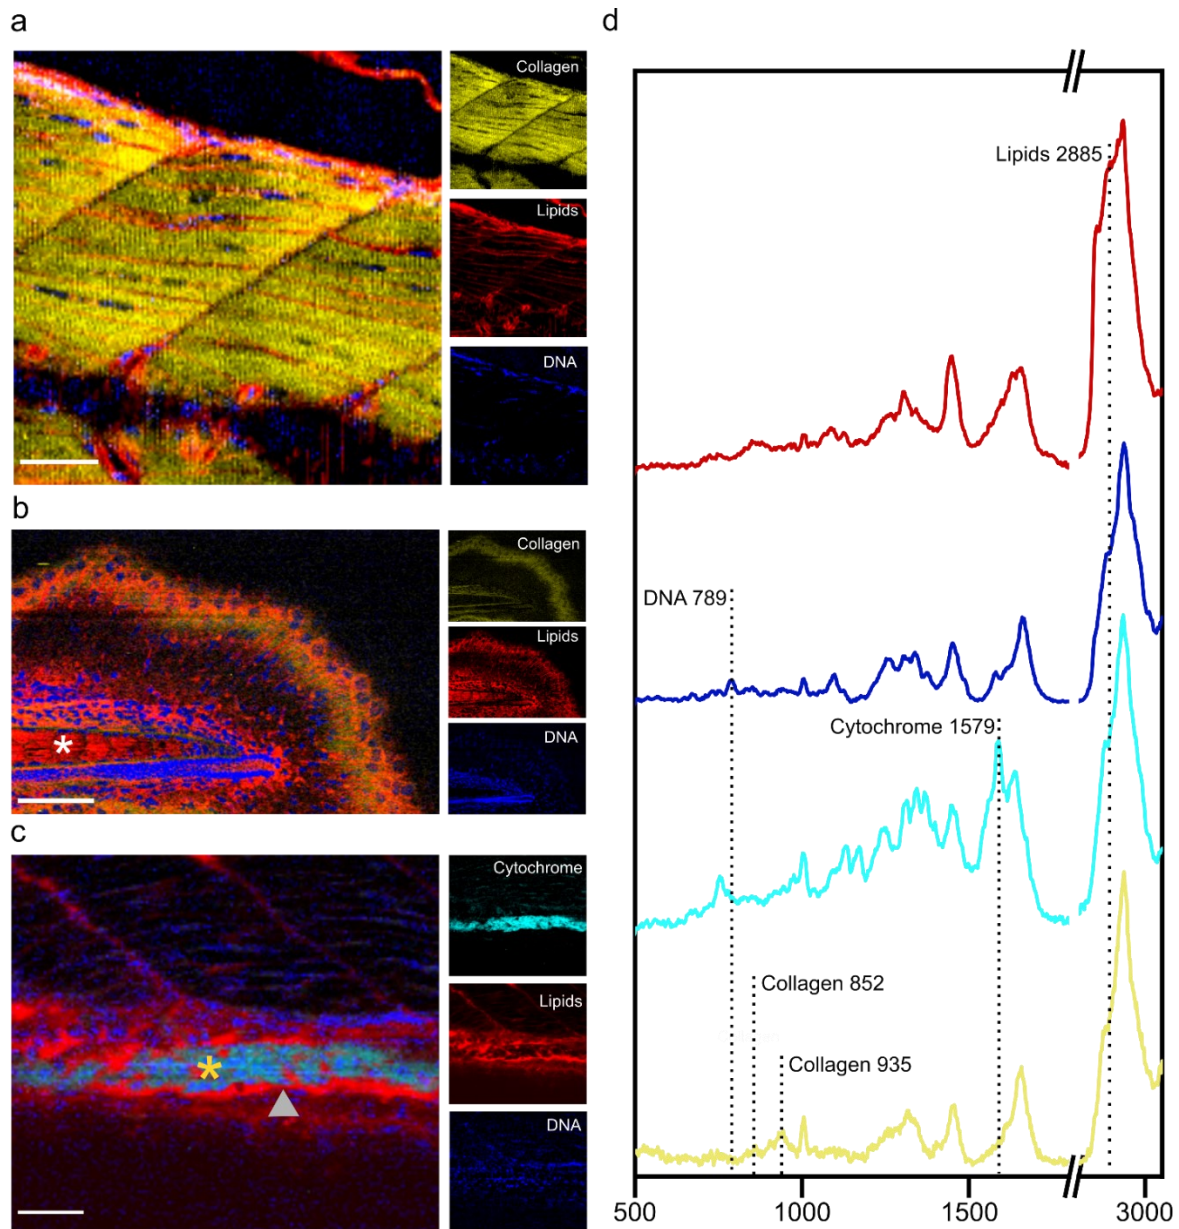 a
Collagen
Lipids
DNA
b
Collagen
Lipids
DNA
*
c
Cytochrome
Lipids
DNA
*
d
Lipids 2885
DNA 789
Cytochrome 1579
Collagen 852
Collagen 935
500 1000 1500 3000